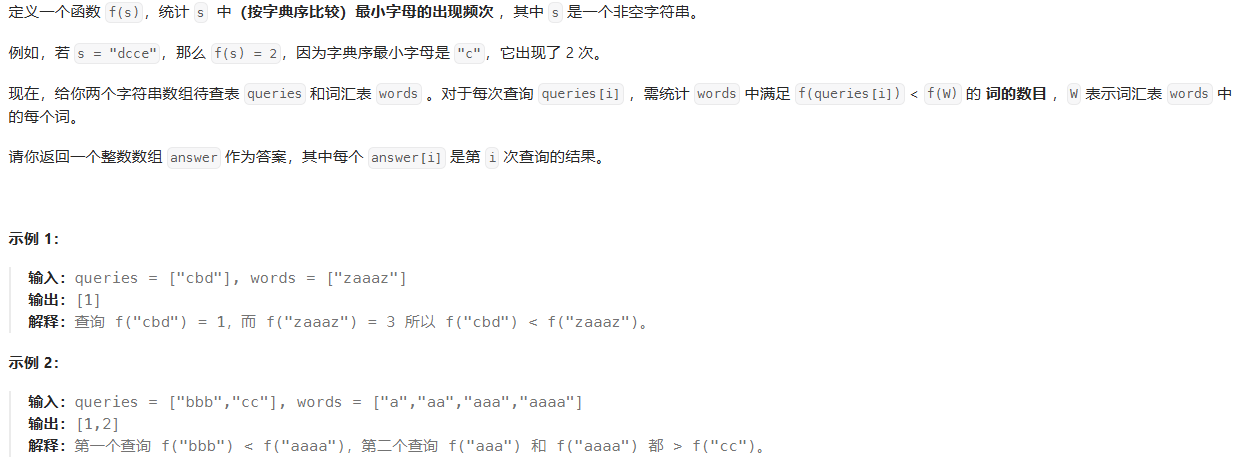 定义一个函数 f(s)，统计 s 中（按字典序比较）最小字母的出现频次 ，其中 s 是一个非空字符串。
例如，若 s = "dcce"，那么 f(s) = 2，因为字典序最小字母是 "c"，它出现了 2 次。
现在，给你两个字符串数组待查表 queries 和词汇表 words 。对于每次查询 queries[i] ，需统计 words 中满足 f(queries[i]) < f(W) 的 词的数目 ，W 表示词汇表 words 中
的每个词。
请你返回一个整数数组 answer 作为答案，其中每个 answer[i] 是第 i 次查询的结果。
示例 1：
输入：queries = ["cbd"], words = ["zaaaz"]
输出：[1]
解释：查询 f("cbd") = 1，而 f("zaaaz") = 3 所以 f("cbd") < f("zaaaz")。
示例 2：
输入：queries = ["bbb","cc"], words = ["a","aa","aaa","aaaa"]
输出：[1,2]
解释：第一个查询 f("bbb") < f("aaaa")，第二个查询 f("aaa") 和 f("aaaa") 都 > f("cc")。